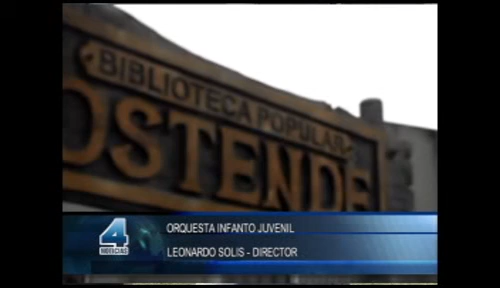 BIBLIOTECA POPULAR
OSTENDE
4
NOTICIAS
ORQUESTA INFANTO JUVENIL
LEONARDO SOLIS - DIRECTOR